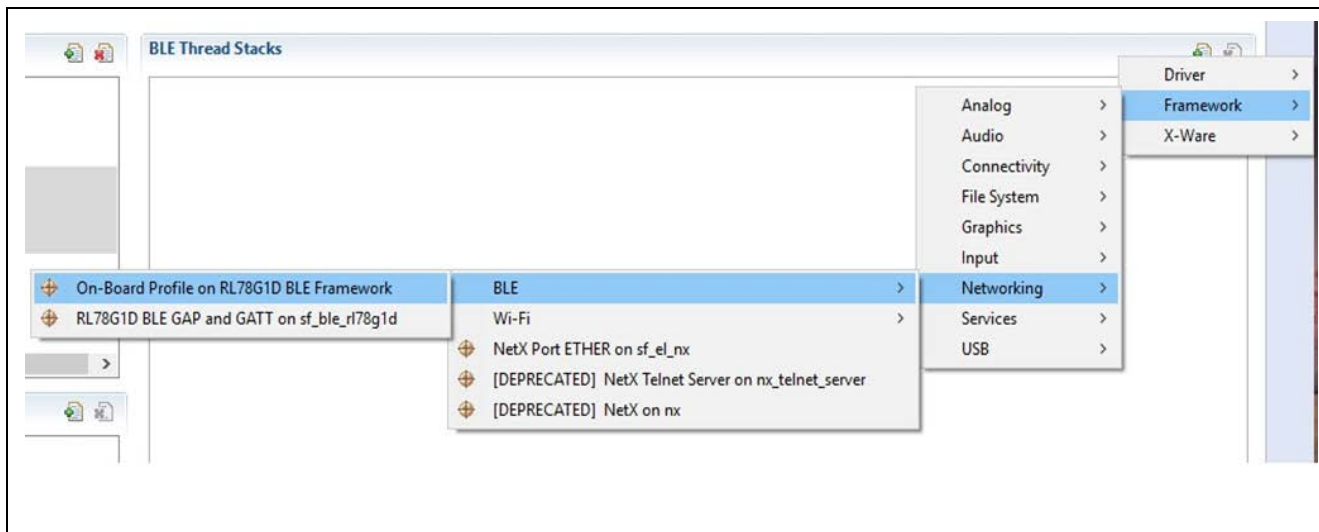 BLE Thread Stacks
Driver
Framework
X-Ware
Analog
Audio
Connectivity
File System
Graphics
Input
Networking
Services
USB
BLE
Wi-Fi
NetX Port ETHER on sf_el_nx
[DEPRECATED] NetX Telnet Server on nx_telnet_server
[DEPRECATED] NetX on nx
On-Board Profile on RL78G1D BLE Framework
RL78G1D BLE GAP and GATT on sf_ble_rl78g1d